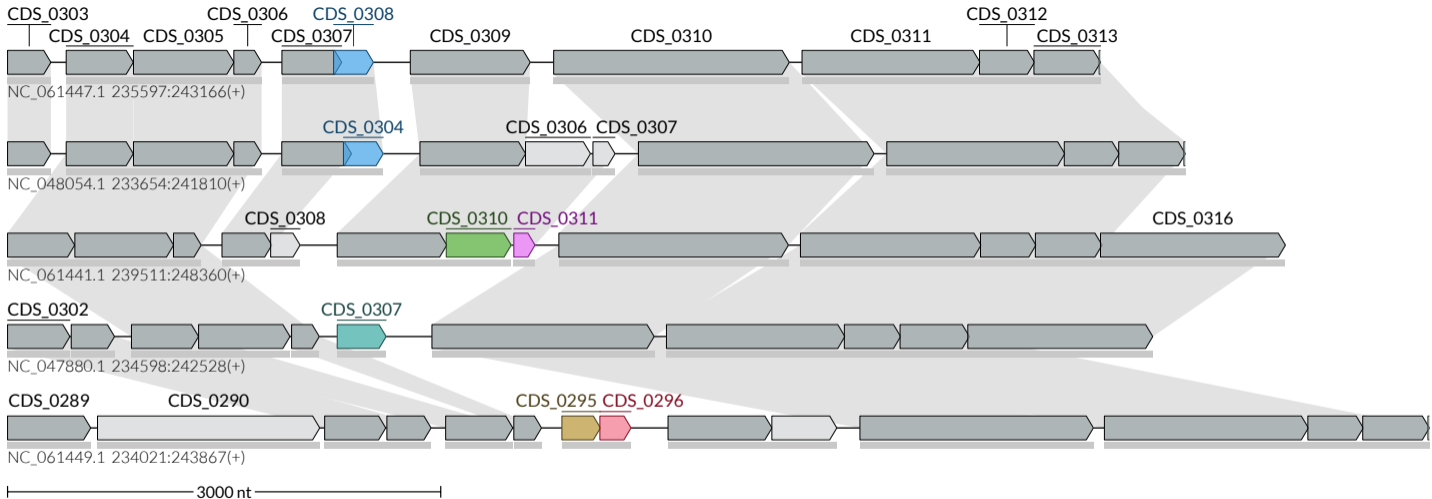 CDS_0303 CDS_0306 CDS_0308 CDS_0312
CDS_0304 CDS_0305 CDS_0307 CDS_0309 CDS_0310 CDS_0311 CDS_0313
NC_061447.1 235597:243166(+)
CDS_0304 CDS_0306 CDS_0307
NC_048054.1 233654:241810(+)
CDS_0308 CDS_0310 CDS_0311 CDS_0316
NC_061441.1 239511:248360(+)
CDS_0302 CDS_0307
NC_047880.1 234598:242528(+)
CDS_0289 CDS_0290 CDS_0295 CDS_0296
NC_061449.1 234021:243867(+)
3000 nt